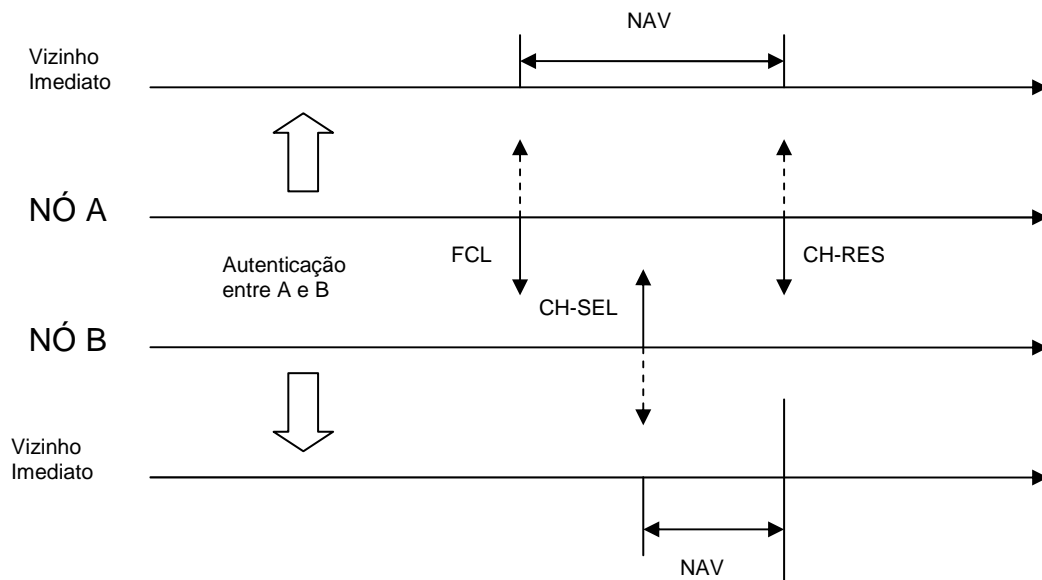 NAV
Vizinho
Imediato
NÓ A
FCL
CH-RES
Autenticação
entre A e B
CH-SEL
NÓ B
Vizinho
Imediato
NAV